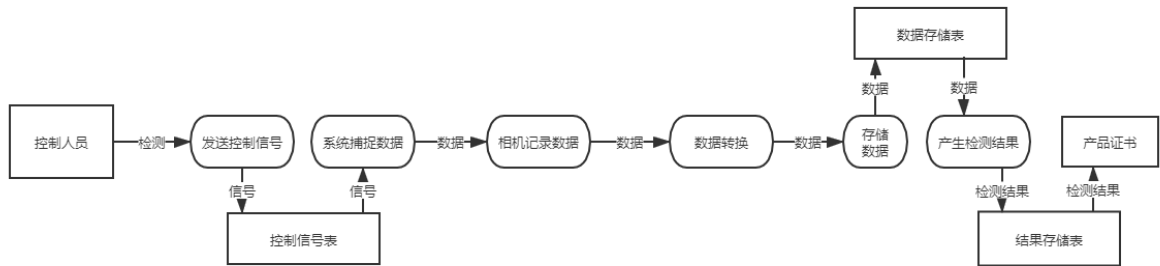 数据存储表
数据
数据
控制人员
检测
发送控制信号
系统捕捉数据
数据
相机记录数据
数据
数据转换
数据
存储
数据
产生检测结果
产品证书
信号
信号
检测结果
检测结果
控制信号表
结果存储表